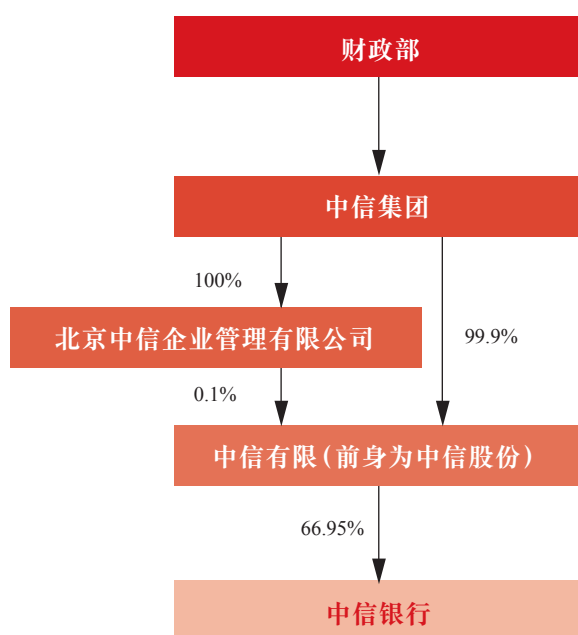 财政部
中信集团
100%
北京中信企业管理有限公司
99.9%
0.1%
中信有限（前身为中信股份）
66.95%
中信银行